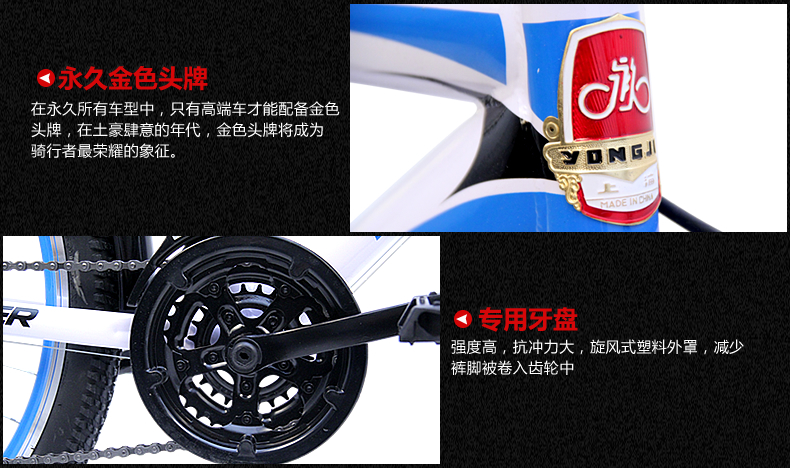 永久金色头牌
在永久所有车型中，只有高端车才能配备金色
头牌，在土豪肆意的年代，金色头牌将成为
骑行者最荣耀的象征。
YONGJI
上
MADE IN CHINA
ER
专用牙盘
强度高，抗冲力大，旋风式塑料外罩，减少
裤脚被卷入齿轮中